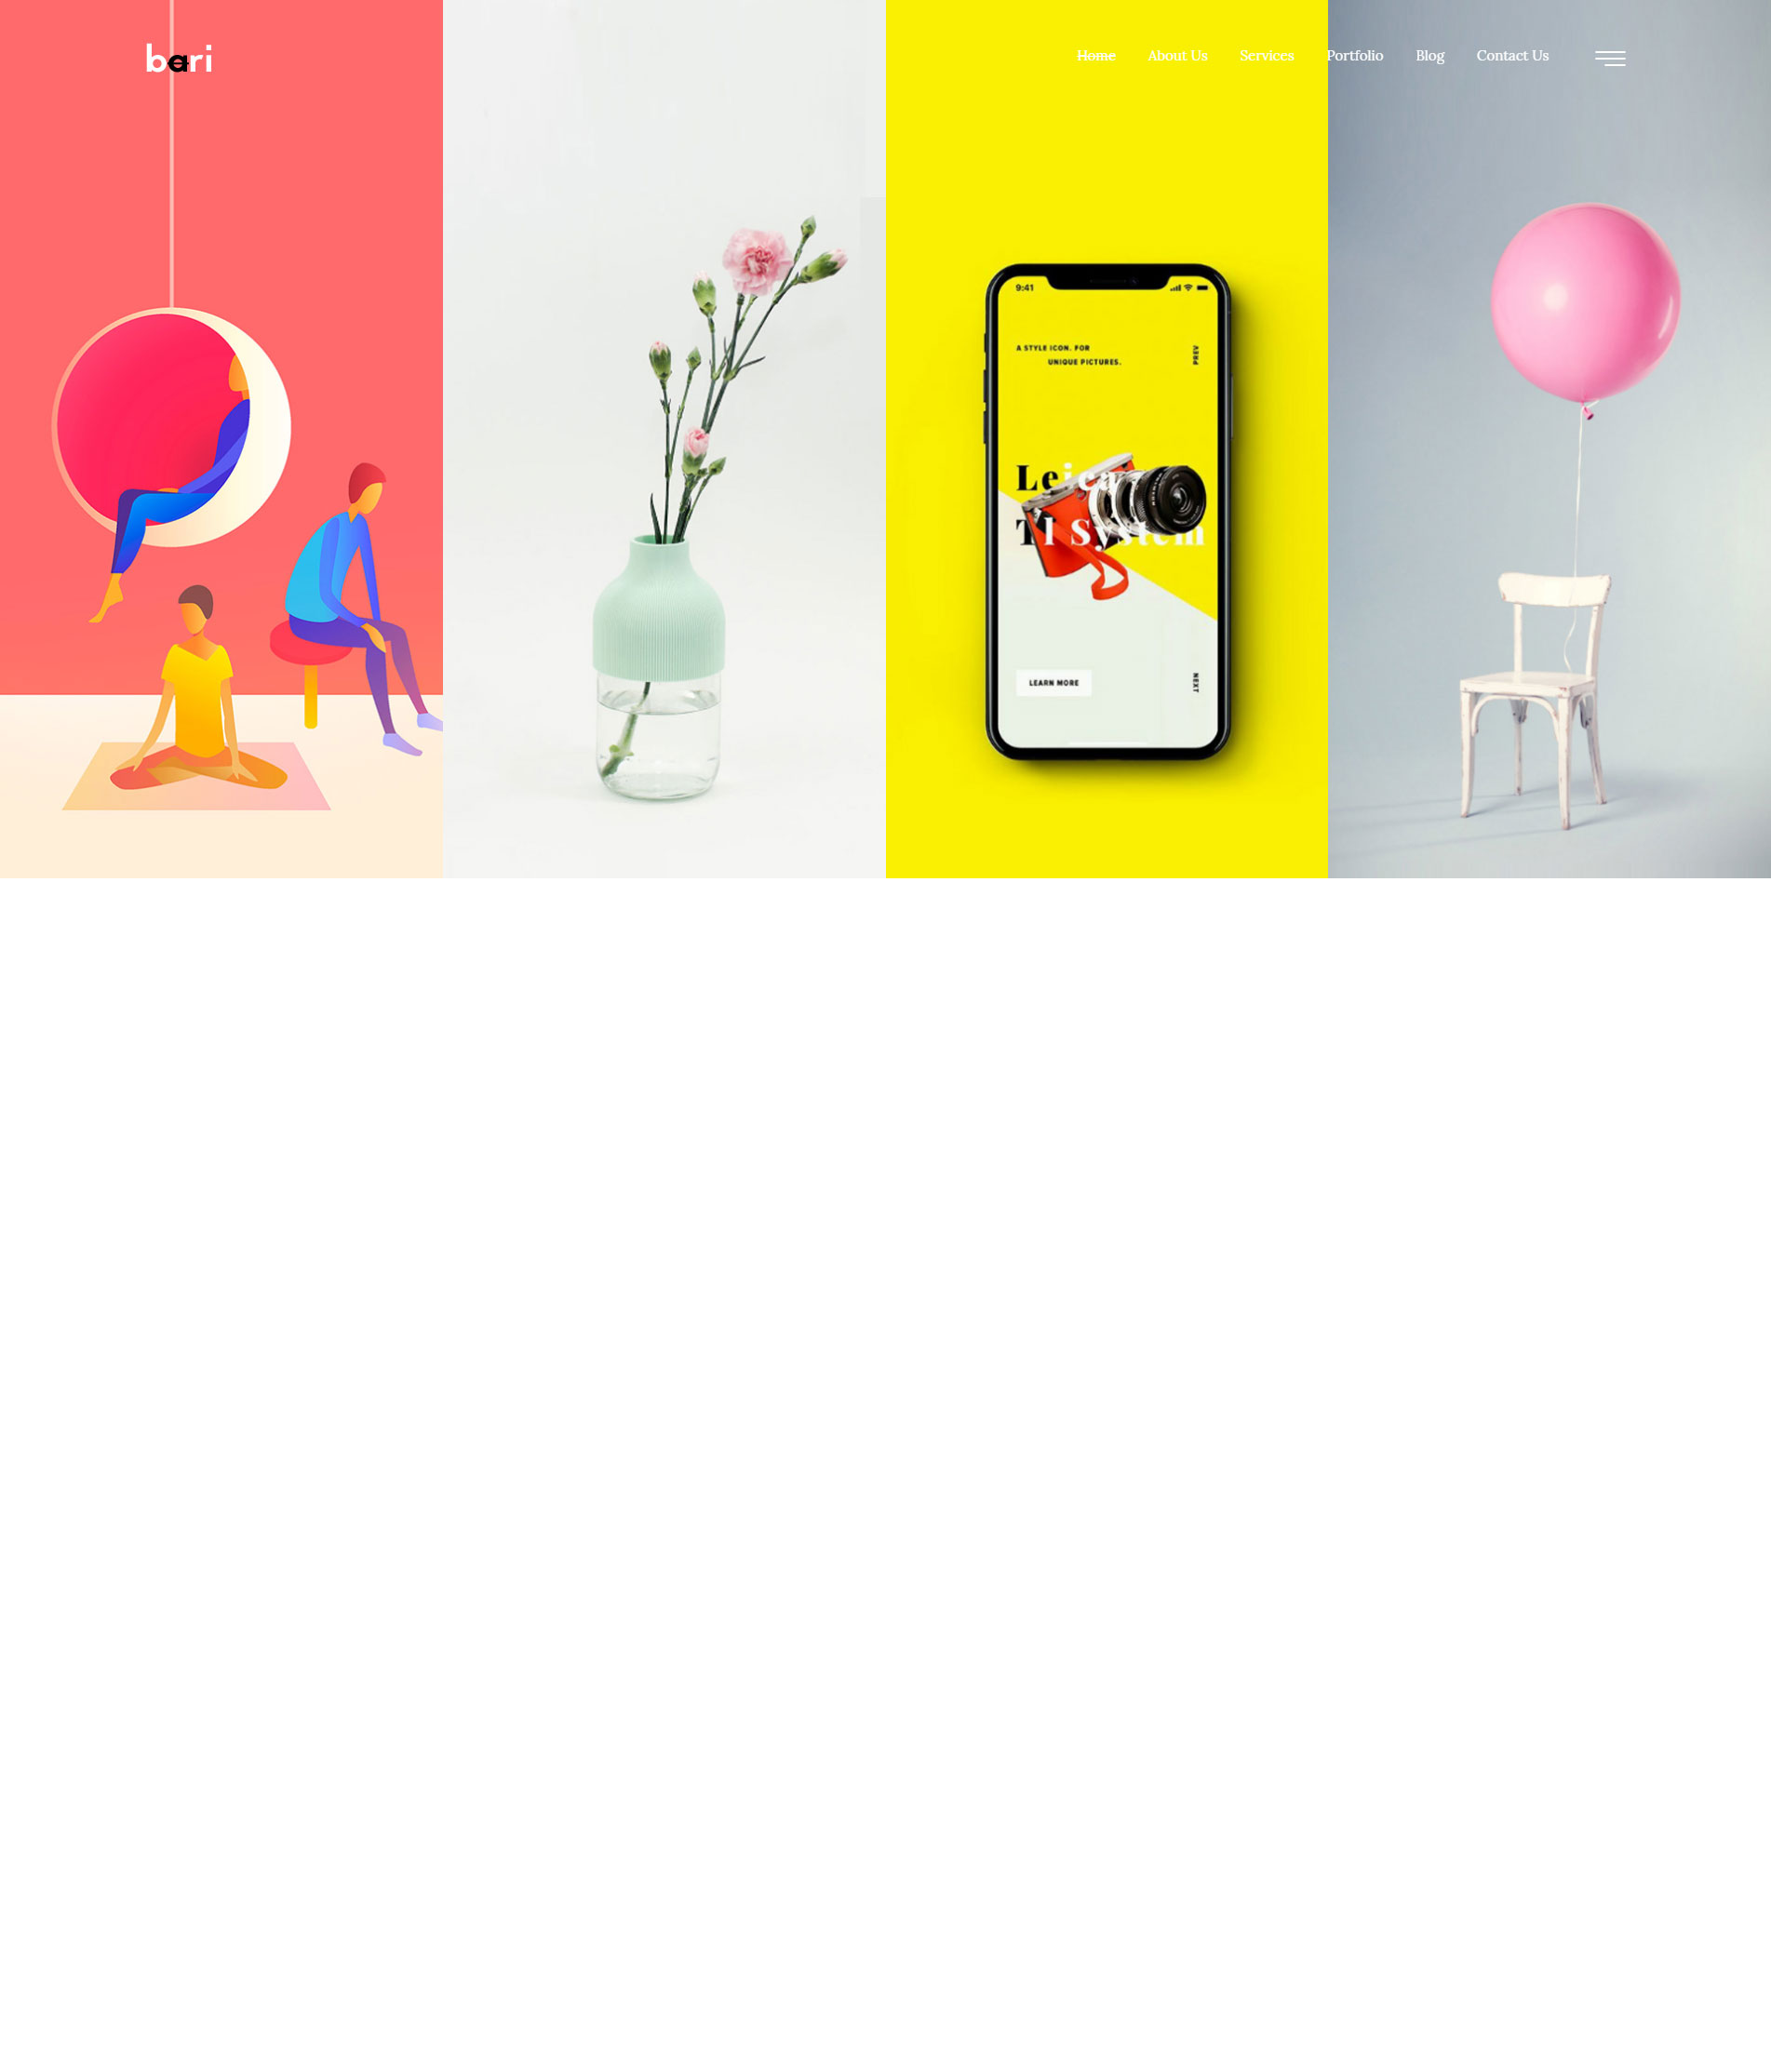 bari
Home About Us Services Portfolio Blog Contact Us
9:41
A STYLE ICON. FOR
UNIQUE PICTURES.
PREV
Leica
Tl System
LEARN MORE
NEXT